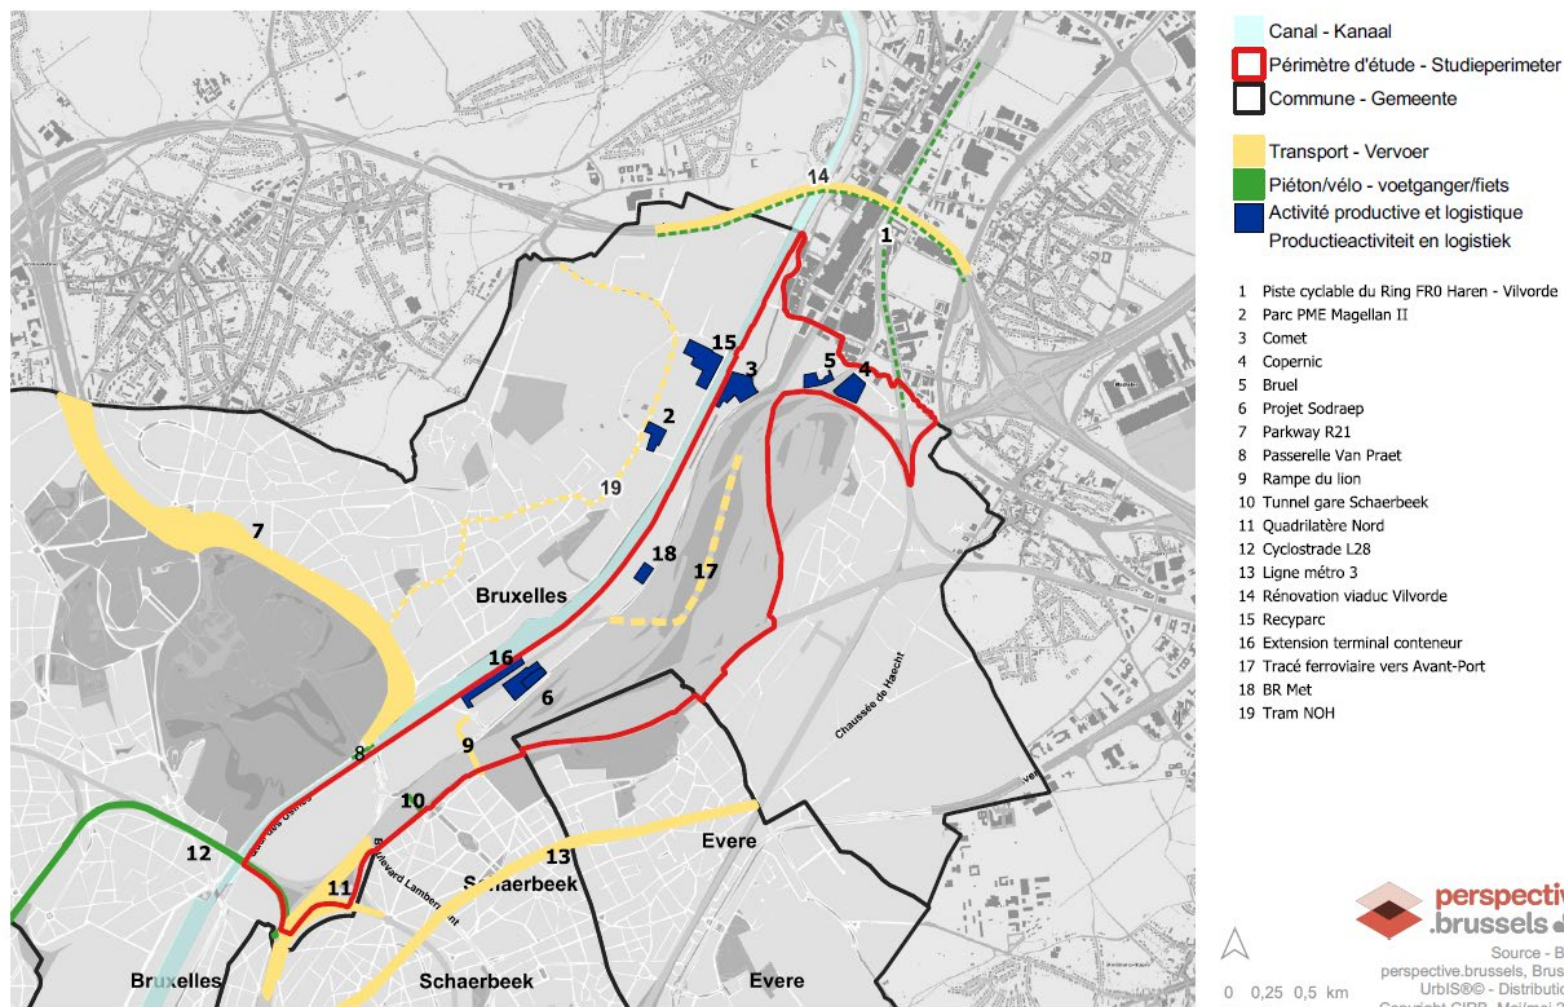 Canal - Kanaal
Périmètre d'étude - Studieperimeter
Commune - Gemeente
Transport - Vervoer
Piéton/vélo - voetganger/fiets
Activité productive et logistique
Productieactiviteit en logistiek
1 Piste cyclable du Ring FR0 Haren - Vilvorde
2 Parc PME Magellan II
3 Comet
4 Copernic
5 Bruel
6 Projet Sodraep
7 Parkway R21
8 Passerelle Van Praet
9 Rampe du lion
10 Tunnel gare Schaerbeek
11 Quadrilatère Nord
12 Cyclostrade L28
13 Ligne métro 3
14 Rénovation viaduc Vilvorde
15 Recyparc
16 Extension terminal conteneur
17 Tracé ferroviaire vers Avant-Port
18 BR Met
19 Tram NOH
14
1
15
3
5
4
2
19
7
18
17
Bruxelles
16
6
Chaussée de Haecht
9
8
10
12
13
Evere
11
Boulevard Lambermont
Schaerbeek
Bruxelles
Schaerbeek
Evere
.brussels
Source - B
perspective.brussels, Brus
UrbIS®© - Distributi
0 0,25 0,5 km